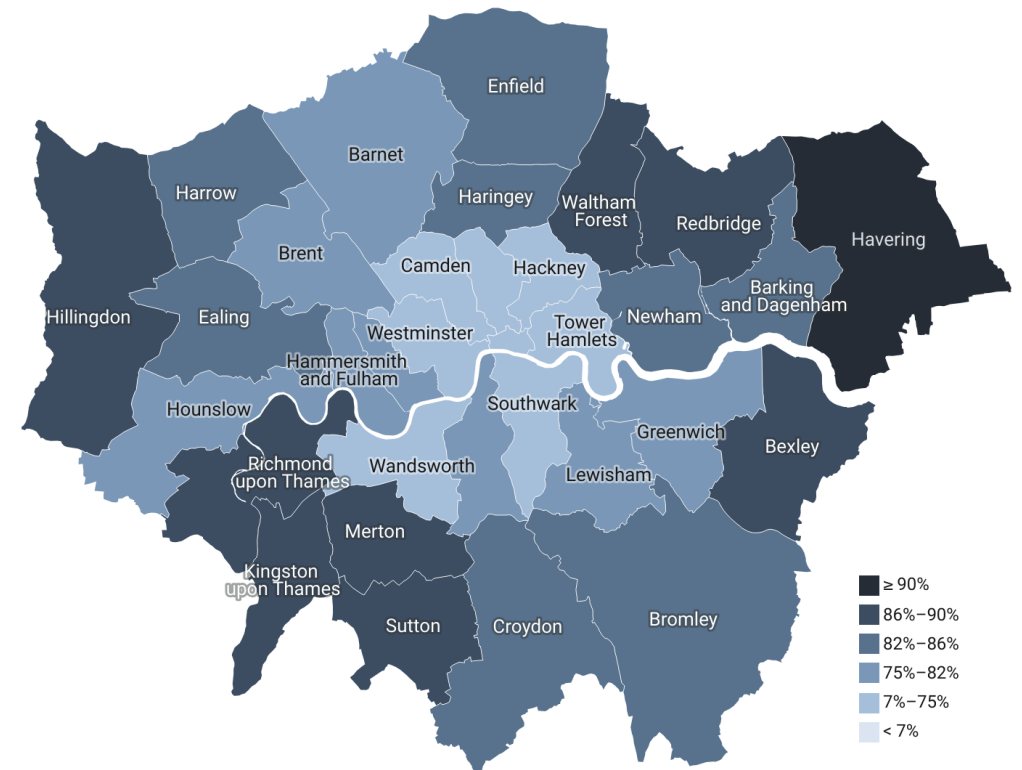 Enfield
Barnet
Harrow
Haringey
Waltham
Forest
Redbridge
Havering
Brent
Camden
Hackney
Barking
and Dagenham
Hillingdon
Ealing
Westminster
Tower
Hamlets
Newham
Hammersmith
and Fulham
Hounslow
Southwark
Greenwich
Bexley
Richmond
upon Thames
Wandsworth
Lewisham
Merton
Kingston
upon Thames
Sutton
Croydon
Bromley
≥ 90%
86%–90%
82%–86%
75%–82%
7%–75%
< 7%